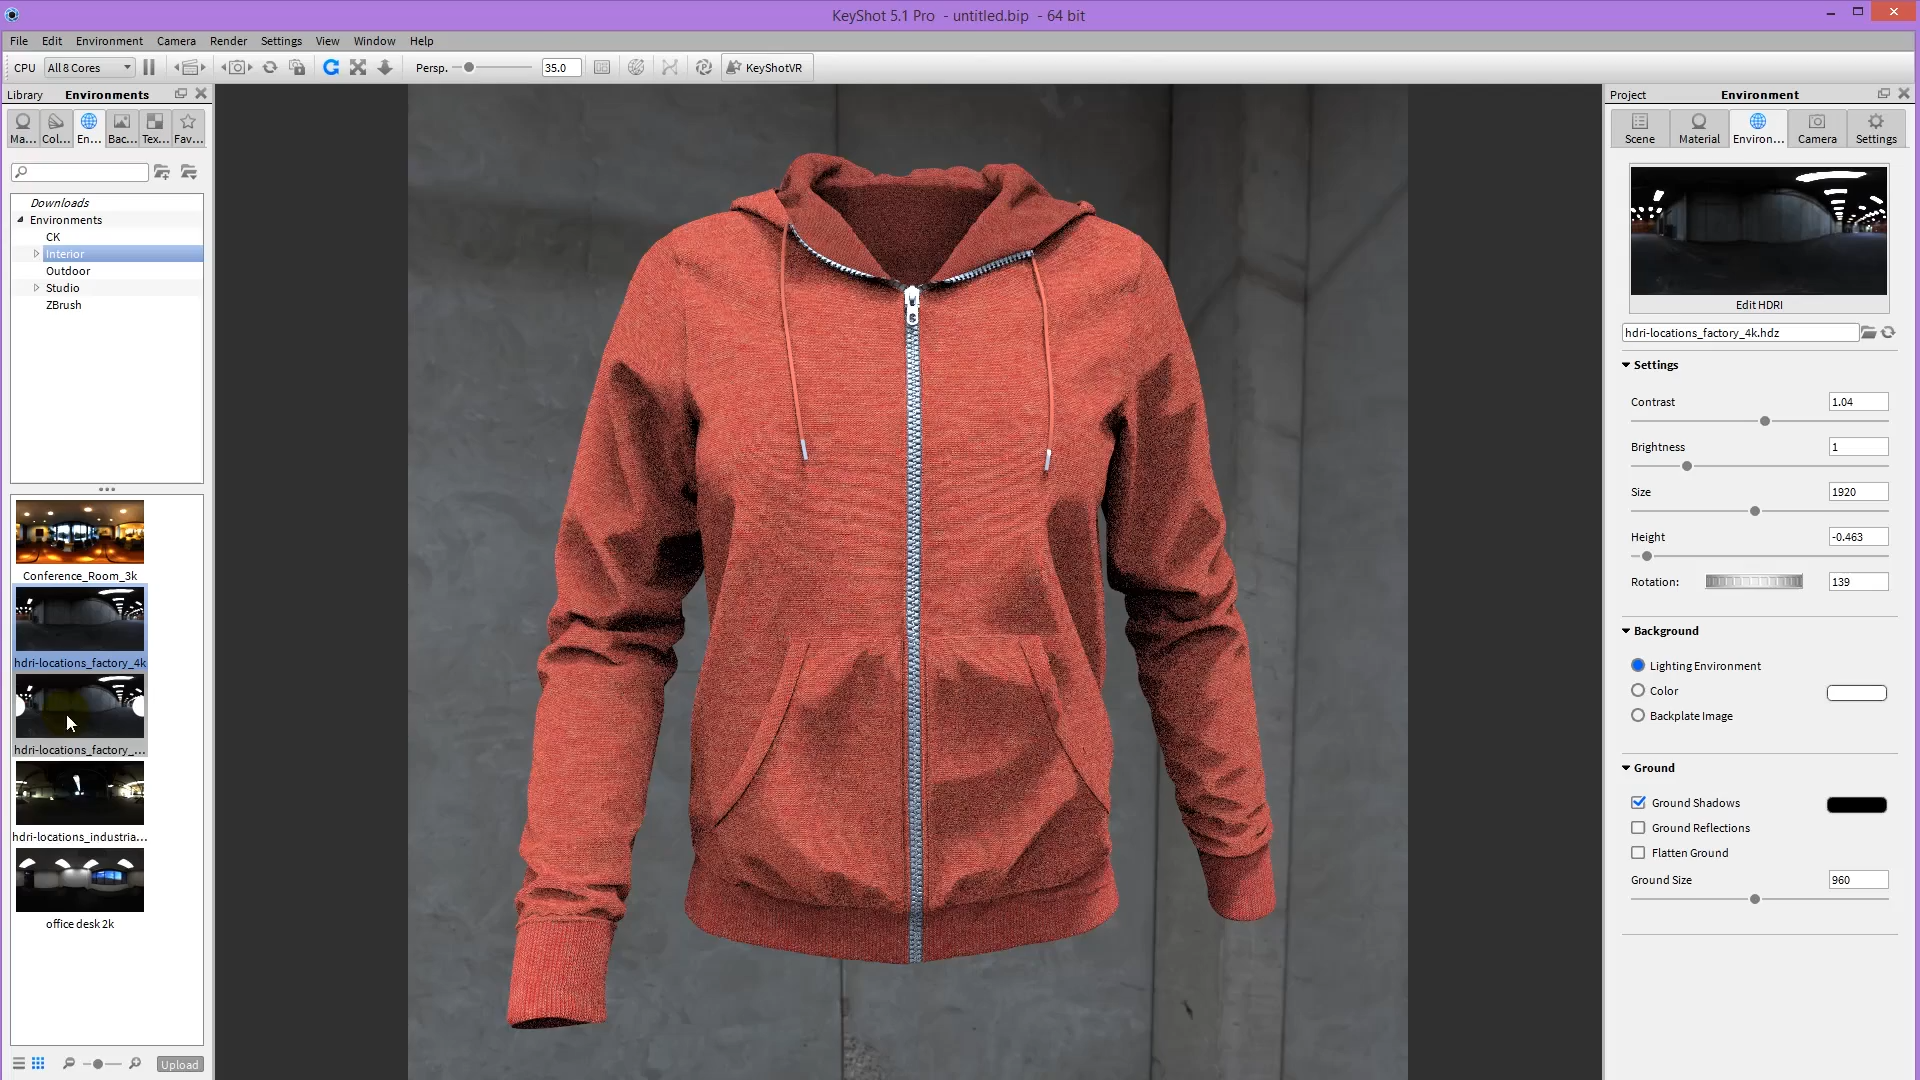 KeyShot 5.1 Pro - untitled.bip - 64 bit
File Edit Environment Camera Render Settings View Window Help
CPU All 8 Cores Persp. 35.0 KeyShotVR
Library Environments
Ma... Col... En... Bac... Tex... Fav...
Downloads
Environments
CK
Interior
Outdoor
Studio
ZBrush
Conference_Room_3k
hdri-locations_factory_4k
hdri-locations_factory_...
hdri-locations_industria...
office desk 2k
Upload
Project Environment
Scene Material Environ... Camera Settings
Edit HDRI
hdri-locations_factory_4k.hdz
Settings
Contrast 1.04
Brightness 1
Size 1920
Height -0.463
Rotation: 139
Background
Lighting Environment
Color
Backplate Image
Ground
Ground Shadows
Ground Reflections
Flatten Ground
Ground Size 960